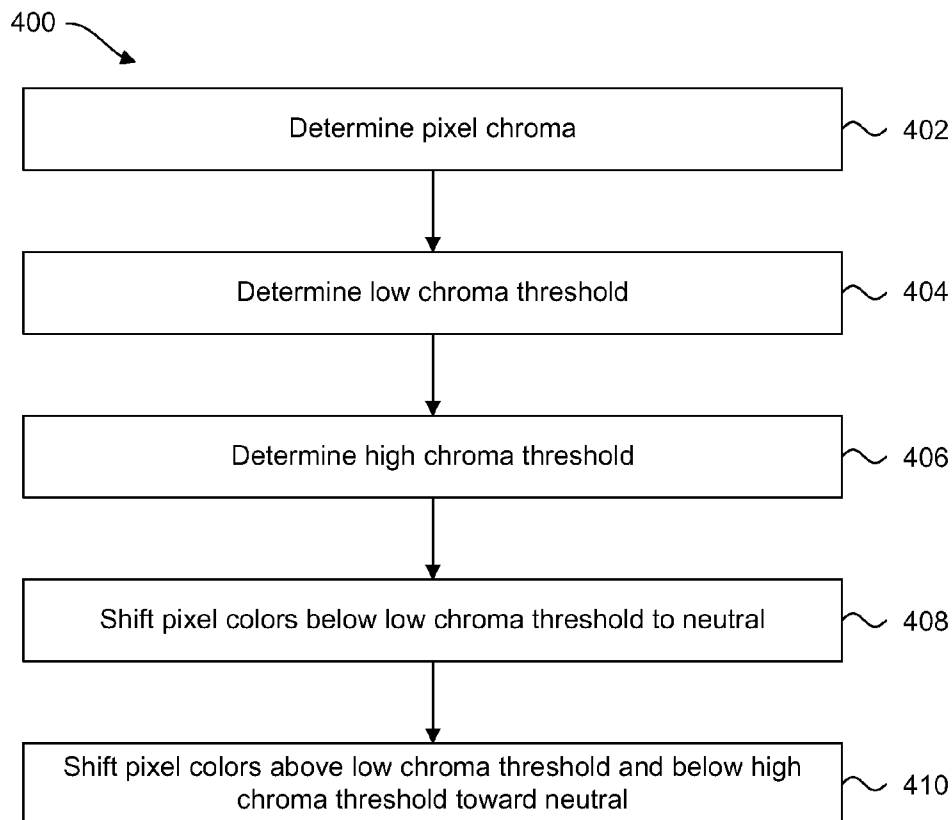 400
Determine pixel chroma
402
Determine low chroma threshold
404
Determine high chroma threshold
406
Shift pixel colors below low chroma threshold to neutral
408
Shift pixel colors above low chroma threshold and below high
chroma threshold toward neutral
410